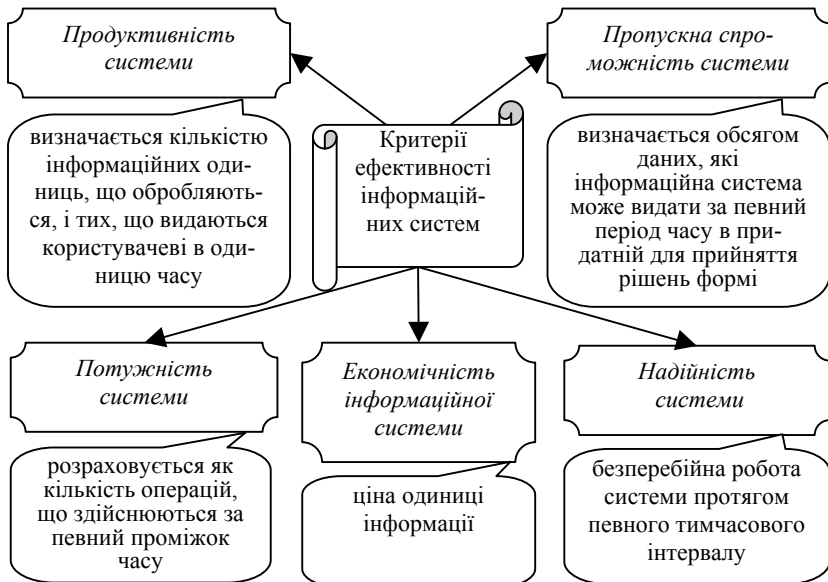 Продуктивність
системи
Пропускна спро-
можність системи
визначається кількістю
інформаційних оди-
ниць, що обробляють-
ся, і тих, що видаються
користувачеві в оди-
ницю часу
Критерії
ефективності
інформацій-
них систем
визначається обсягом
даних, які
інформаційна система
може видати за певний
період часу в при-
датній для прийняття
рішень формі
Потужність
системи
Економічність
інформаційної
системи
Надійність
системи
розраховується як
кількість операцій,
що здійснюються за
певний проміжок
часу
ціна одиниці
інформації
безперебійна робота
системи протягом
певного тимчасового
інтервалу